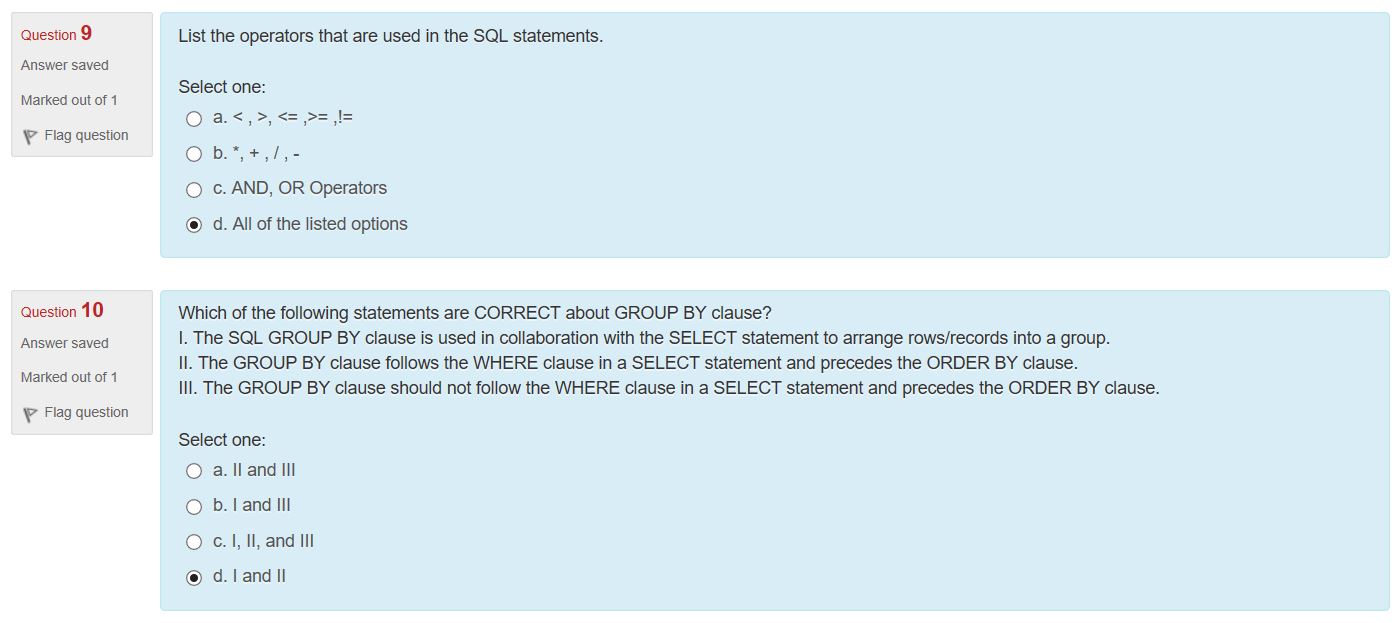 Question 9
Answer saved
Marked out of 1
Flag question
List the operators that are used in the SQL statements.
Select one:
a. < , >, <= ,>= ,!=
b. *, + , / , -
c. AND, OR Operators
d. All of the listed options
Question 10
Answer saved
Marked out of 1
Flag question
Which of the following statements are CORRECT about GROUP BY clause?
I. The SQL GROUP BY clause is used in collaboration with the SELECT statement to arrange rows/records into a group.
II. The GROUP BY clause follows the WHERE clause in a SELECT statement and precedes the ORDER BY clause.
III. The GROUP BY clause should not follow the WHERE clause in a SELECT statement and precedes the ORDER BY clause.
Select one:
a. II and III
b. I and III
c. I, II, and III
d. I and II